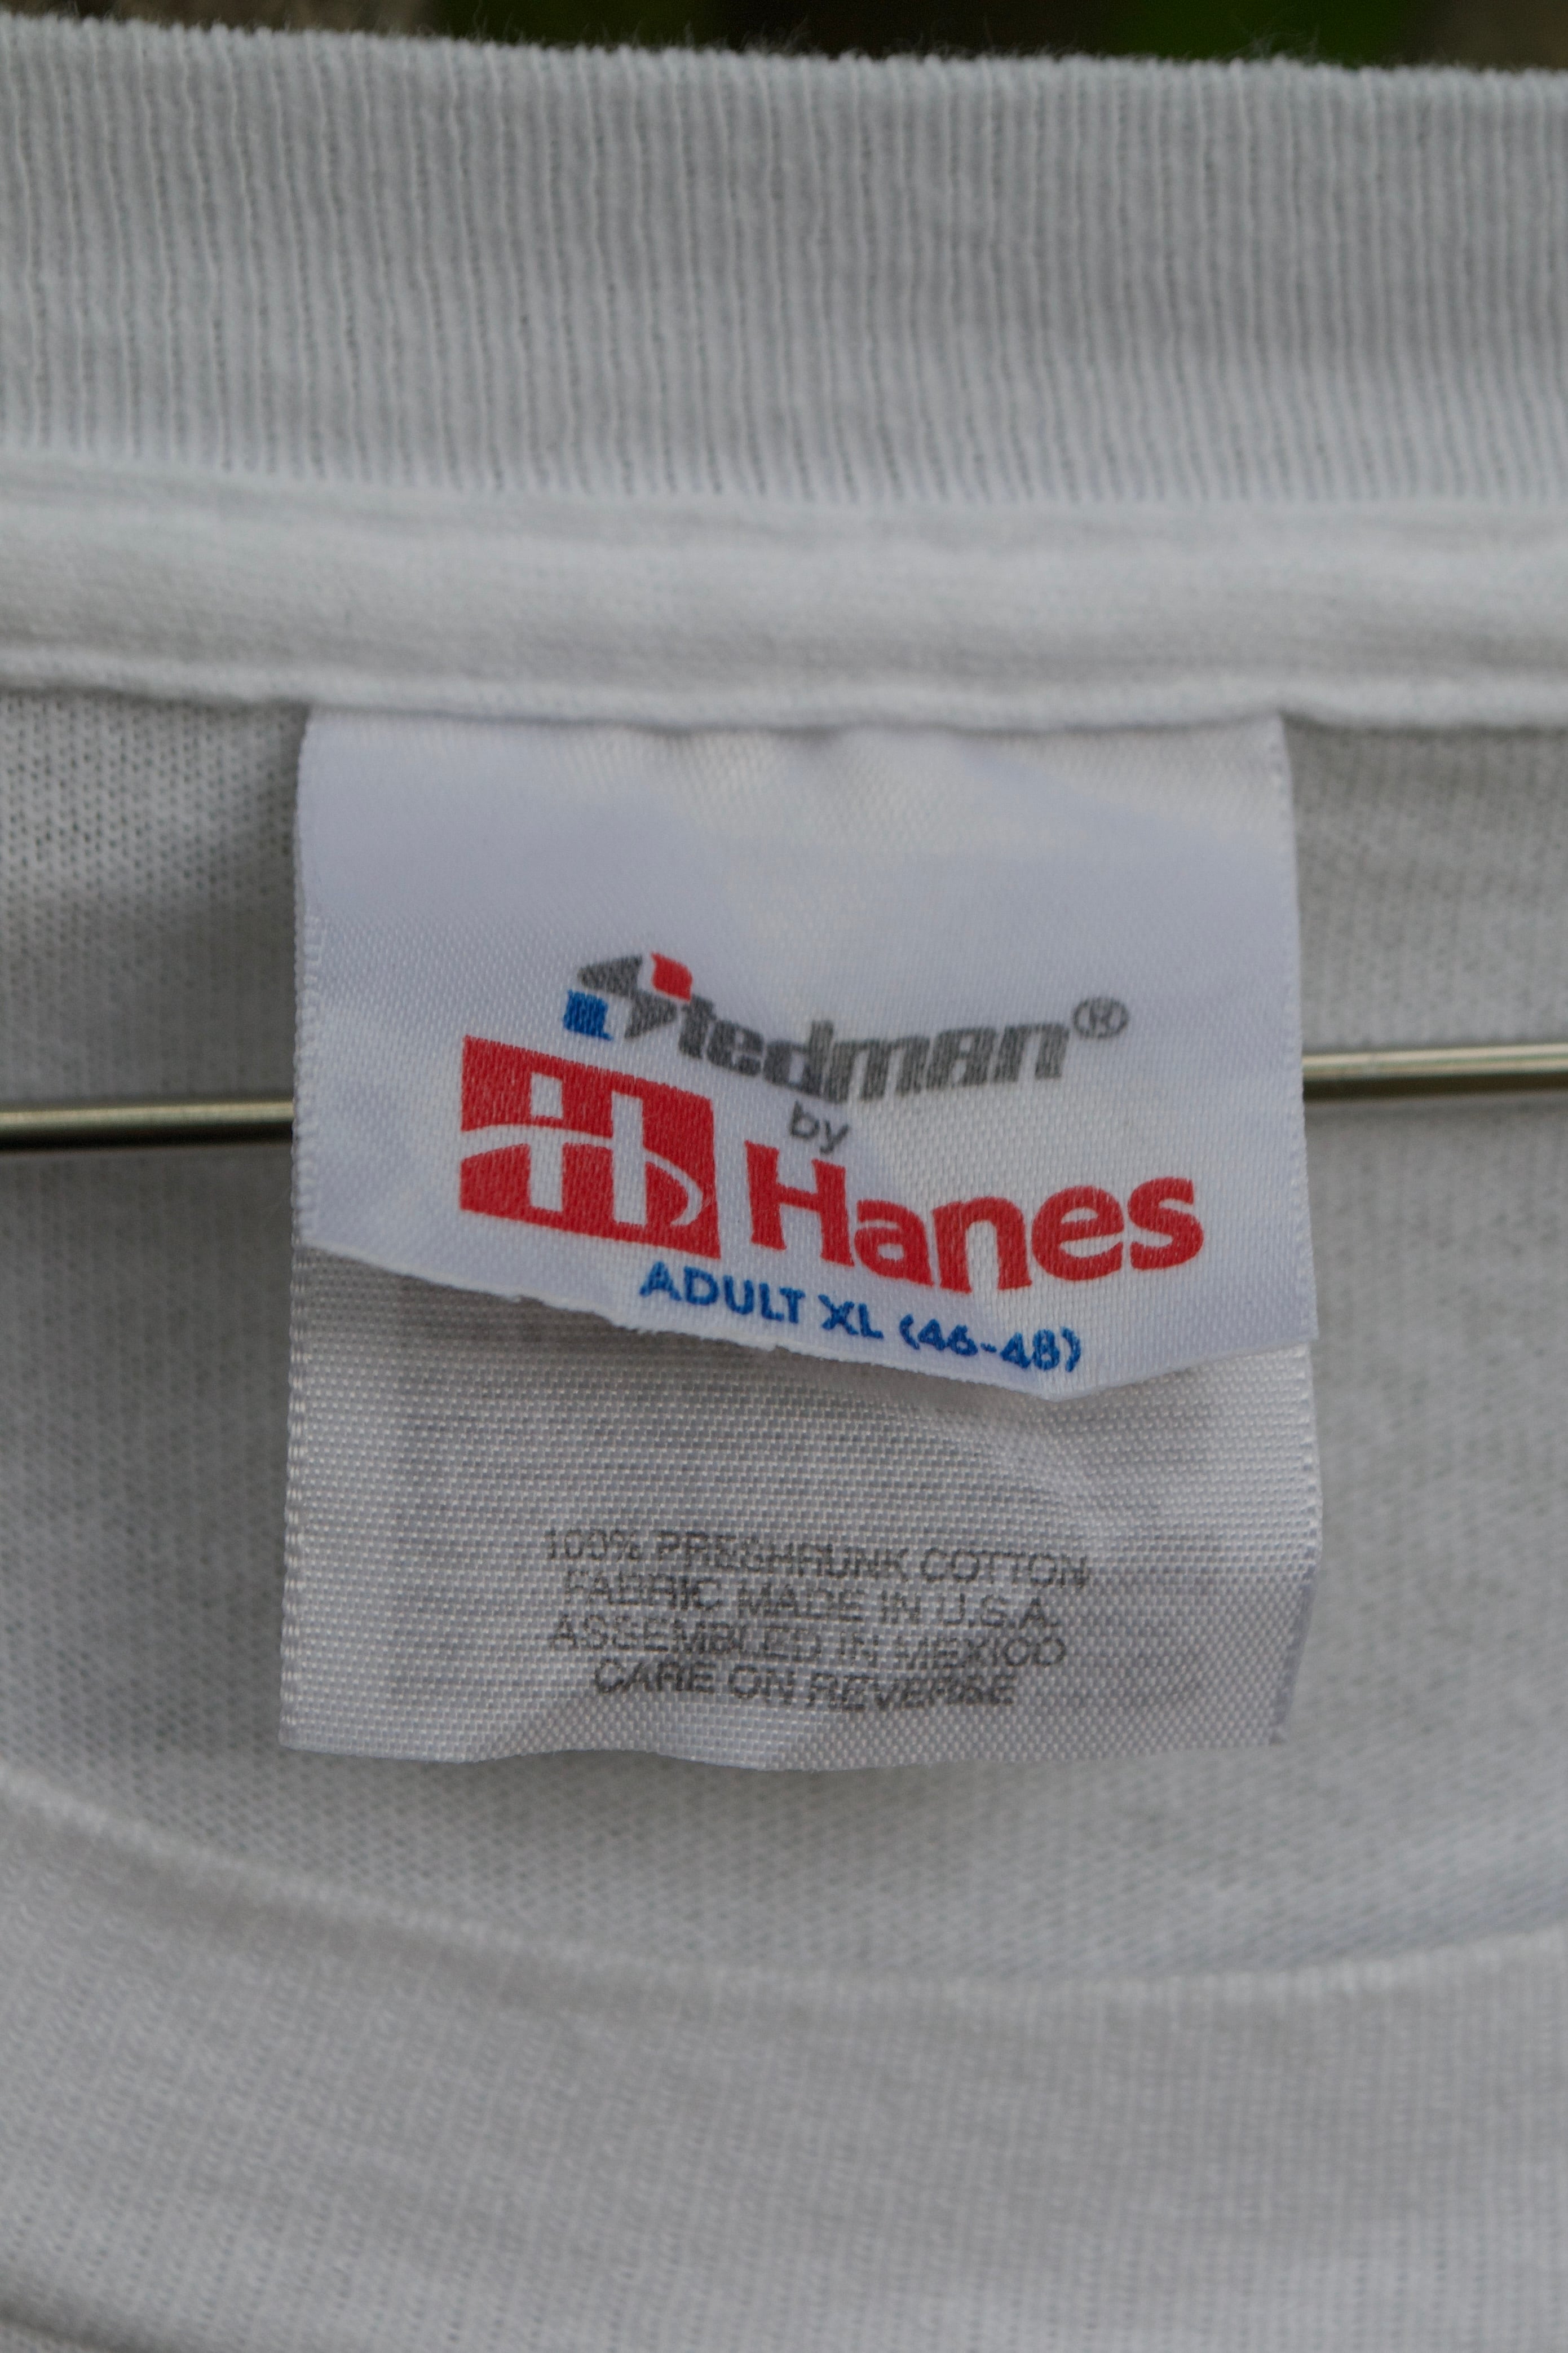 Stedman®
by
Hanes
ADULT XL (46-48)
100% PRESHRUNK COTTON
FABRIC MADE IN U.S.A.
ASSEMBLED IN MEXICO
CARE ON REVERSE